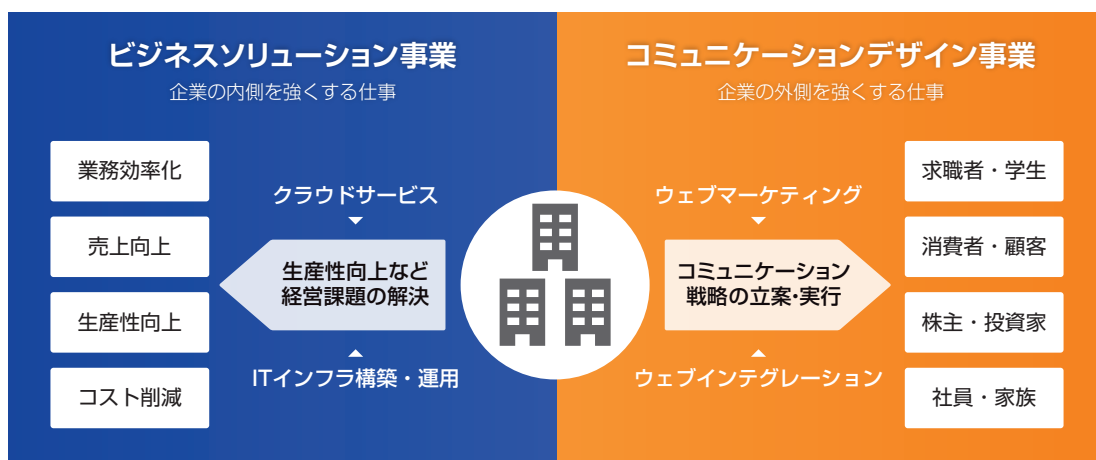 ビジネスソリューション事業
企業の内側を強くする仕事
業務効率化
売上向上
生産性向上
コスト削減
クラウドサービス
生産性向上など
経営課題の解決
ITインフラ構築・運用
コミュニケーションデザイン事業
企業の外側を強くする仕事
ウェブマーケティング
コミュニケーション
戦略の立案・実行
ウェブインテグレーション
求職者・学生
消費者・顧客
株主・投資家
社員・家族